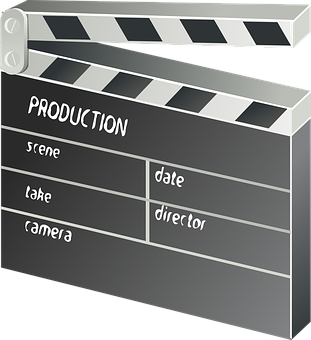 PRODUCTION
scene
date
take
director
camera